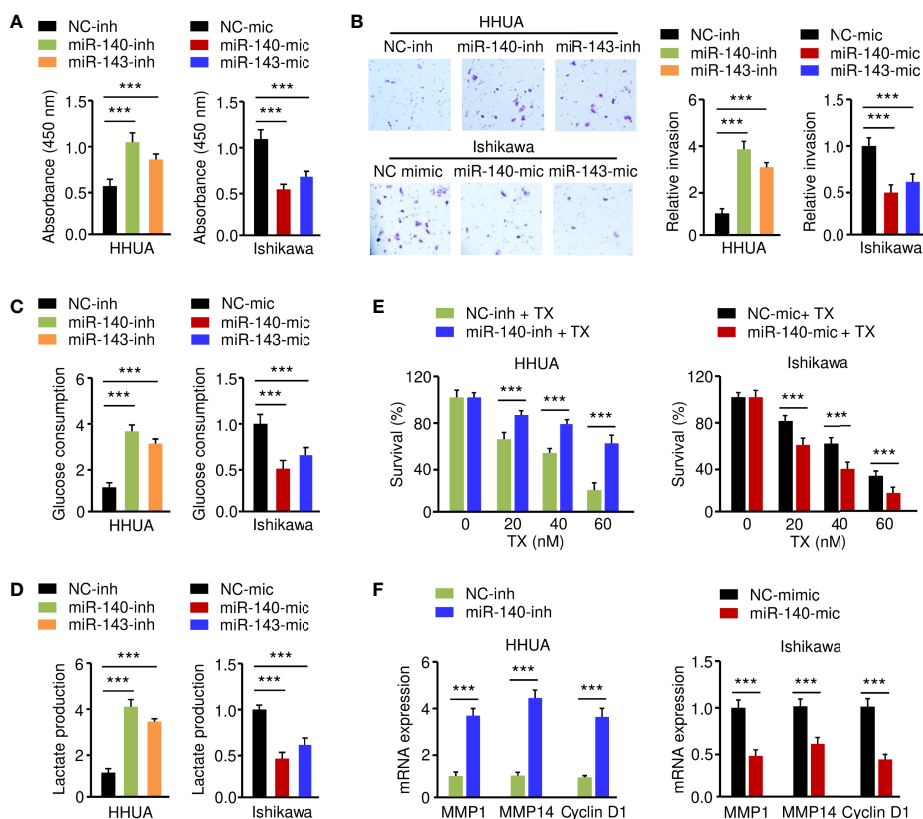 A
NC-inh
miR-140-inh
miR-143-inh
NC-mic
miR-140-mic
miR-143-mic
Absorbance (450 nm)
1.5
1.0
0.5
0.0
***
***
HHUA
Absorbance (450 nm)
1.5
1.0
0.5
0.0
***
***
Ishikawa
B
HHUA
NC-inh miR-140-inh miR-143-inh
Ishikawa
NC mimic miR-140-mic miR-143-mic
NC-inh
miR-140-inh
miR-143-inh
NC-mic
miR-140-mic
miR-143-mic
Relative invasion
6
4
2
0
***
***
HHUA
Relative invasion
1.5
1.0
0.5
0.0
***
***
Ishikawa
C
NC-inh
miR-140-inh
miR-143-inh
NC-mic
miR-140-mic
miR-143-mic
Glucose consumption
6
4
2
0
***
***
HHUA
Glucose consumption
1.5
1.0
0.5
0.0
***
***
Ishikawa
E
NC-inh + TX
miR-140-inh + TX
HHUA
Survival (%)
120
80
40
0
***
***
***
0 20 40 60
TX (nM)
NC-mic+ TX
miR-140-mic + TX
Ishikawa
Survival (%)
120
80
40
0
***
***
***
0 20 40 60
TX (nM)
D
NC-inh
miR-140-inh
miR-143-inh
NC-mic
miR-140-mic
miR-143-mic
Lactate production
6
4
2
0
***
***
HHUA
Lactate production
1.5
1.0
0.5
0.0
***
***
Ishikawa
F
NC-inh
miR-140-inh
HHUA
mRNA expression
6
4
2
0
***
***
***
MMP1 MMP14 Cyclin D1
NC-mimic
miR-140-mic
Ishikawa
mRNA expression
1.5
1.0
0.5
0.0
***
***
***
MMP1 MMP14 Cyclin D1